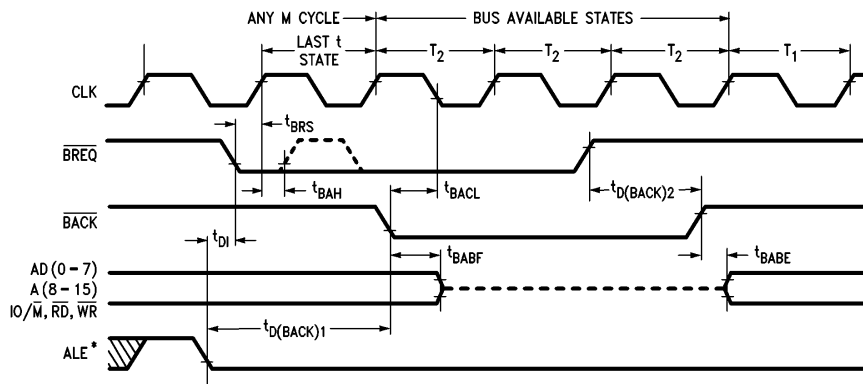 ANY M CYCLE
BUS AVAILABLE STATES
LAST t
STATE
T2
T2
T2
T1
CLK
tBRS
BREQ
tBAH
tBACL
tD(BACK)2
BACK
tDI
tBABF
tBABE
AD (0-7)
A (8-15)
IO/M, RD, WR
tD(BACK)1
ALE*